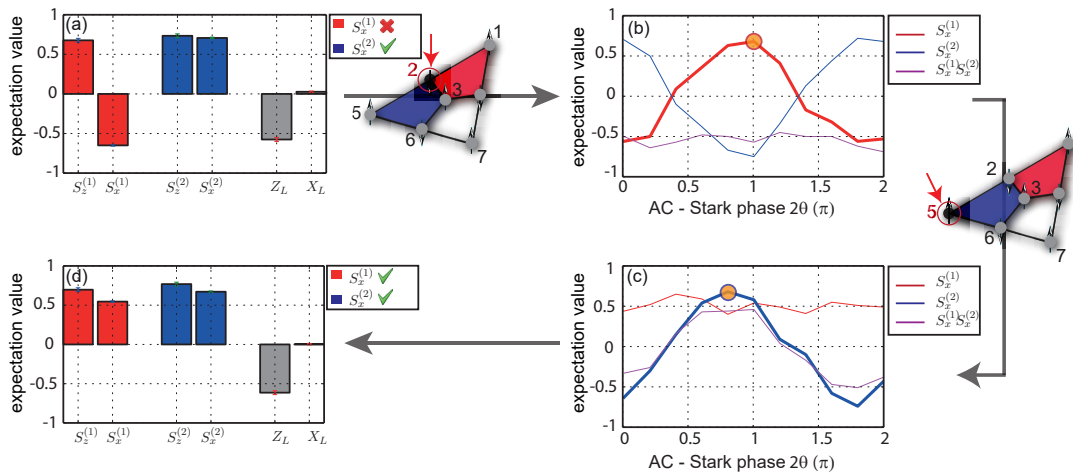 (a)
expectation value
1
0.5
0
-0.5
-1
S_z^{(1)} S_x^{(1)} S_z^{(2)} S_x^{(2)} Z_L X_L
S_x^{(1)} ✖
S_x^{(2)} ✓
1
2
3
5
6
7
(b)
expectation value
1
0.5
0
-0.5
-1
0 0.5 1 1.5 2
AC - Stark phase 2θ (π)
S_x^{(1)}
S_x^{(2)}
S_x^{(1)}S_x^{(2)}
2
3
5
6
7
(d)
expectation value
1
0.5
0
-0.5
-1
S_z^{(1)} S_x^{(1)} S_z^{(2)} S_x^{(2)} Z_L X_L
S_x^{(1)} ✓
S_x^{(2)} ✓
(c)
expectation value
1
0.5
0
-0.5
-1
0 0.5 1 1.5 2
AC - Stark phase 2θ (π)
S_x^{(1)}
S_x^{(2)}
S_x^{(1)}S_x^{(2)}